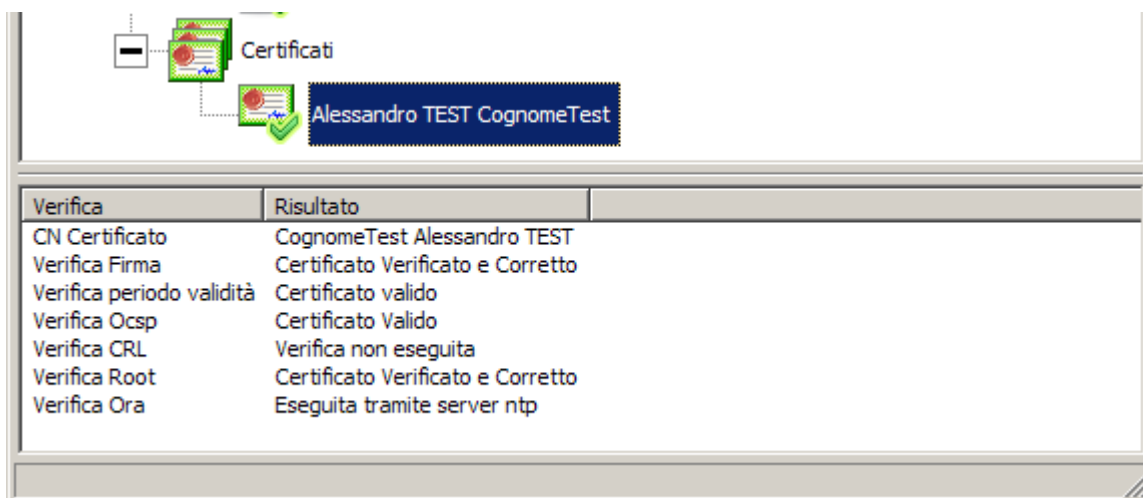 Certificati
Alessandro TEST CognomeTest
Verifica Risultato
CN Certificato CognomeTest Alessandro TEST
Verifica Firma Certificato Verificato e Corretto
Verifica periodo validità Certificato valido
Verifica Ocsp Certificato Valido
Verifica CRL Verifica non eseguita
Verifica Root Certificato Verificato e Corretto
Verifica Ora Eseguita tramite server ntp